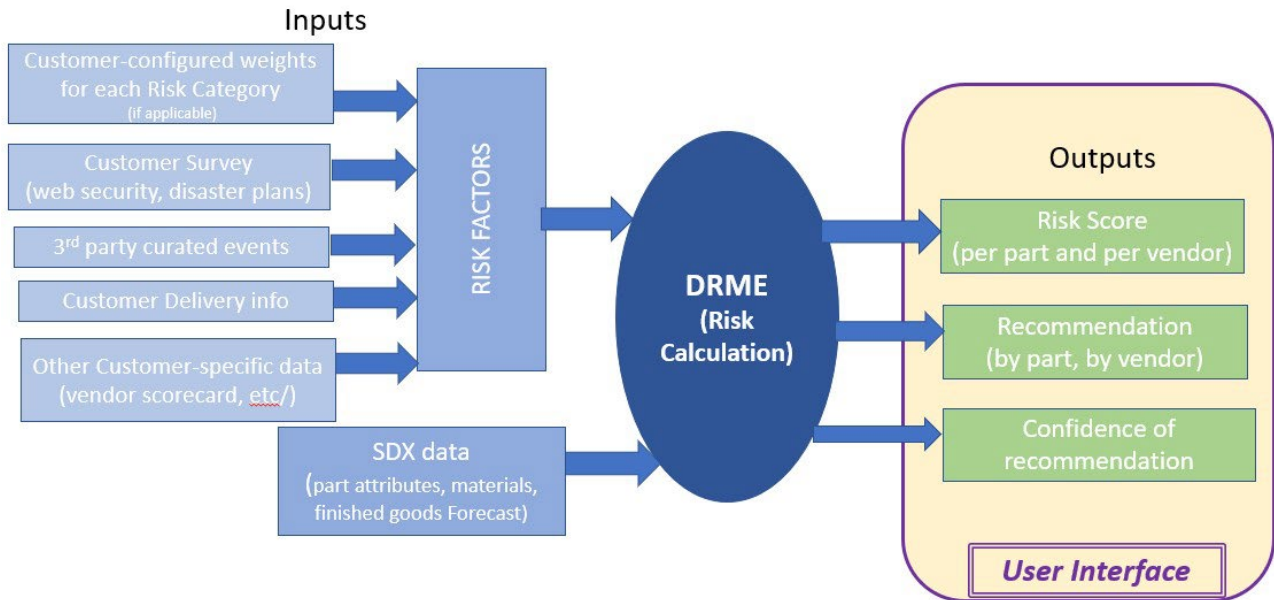 Inputs
Customer-configured weights
for each Risk Category
(if applicable)
Customer Survey
(web security, disaster plans)
3rd party curated events
Customer Delivery info
Other Customer-specific data
(vendor scorecard, etc/)
RISK FACTORS
SDX data
(part attributes, materials,
finished goods Forecast)
DRME
(Risk
Calculation)
Outputs
Risk Score
(per part and per vendor)
Recommendation
(by part, by vendor)
Confidence of
recommendation
User Interface